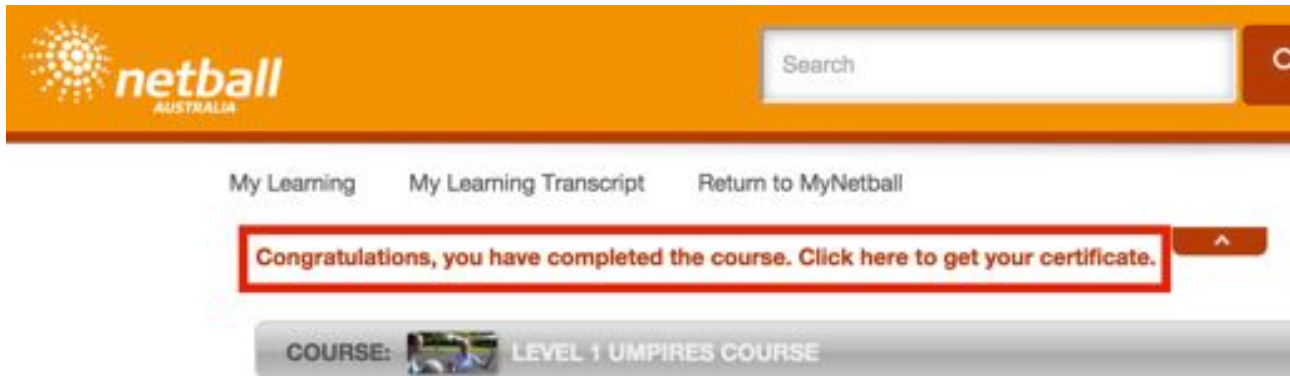 netball
AUSTRALIA
Search
My Learning My Learning Transcript Return to MyNetball
Congratulations, you have completed the course. Click here to get your certificate.
COURSE: LEVEL 1 UMPIRES COURSE